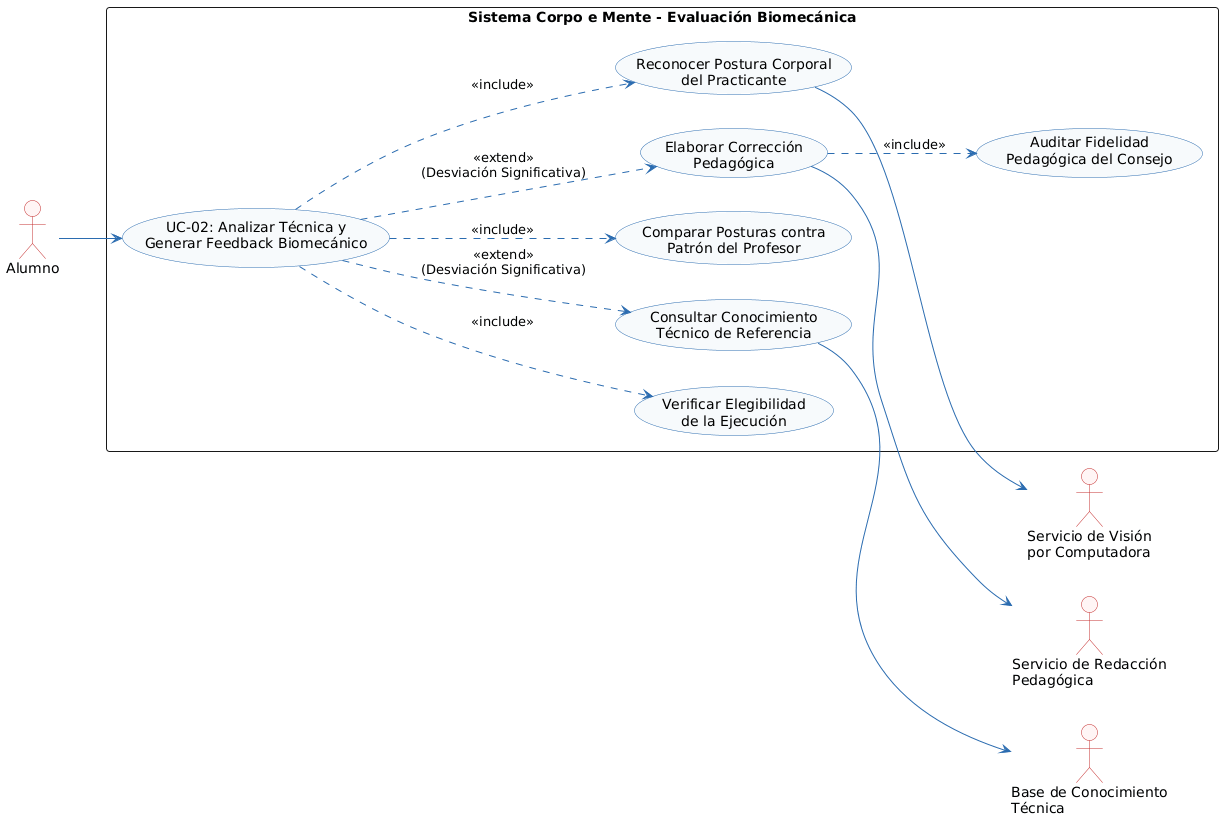 Sistema Corpo e Mente - Evaluación Biomecánica
Reconocer Postura Corporal
del Practicante
«include»
Elaborar Corrección
Pedagógica
«include»
Auditar Fidelidad
Pedagógica del Consejo
«extend»
(Desviación Significativa)
UC-02: Analizar Técnica y
Generar Feedback Biomecánico
«include»
Comparar Posturas contra
Patrón del Profesor
Alumno
«extend»
(Desviación Significativa)
Consultar Conocimiento
Técnico de Referencia
«include»
Verificar Elegibilidad
de la Ejecución
Servicio de Visión
por Computadora
Servicio de Redacción
Pedagógica
Base de Conocimiento
Técnica